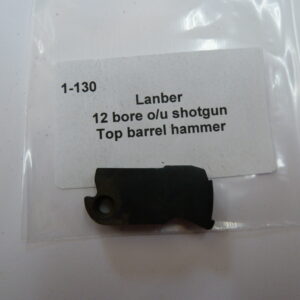 1-130
Lanber
12 bore o/u shotgun
Top barrel hammer